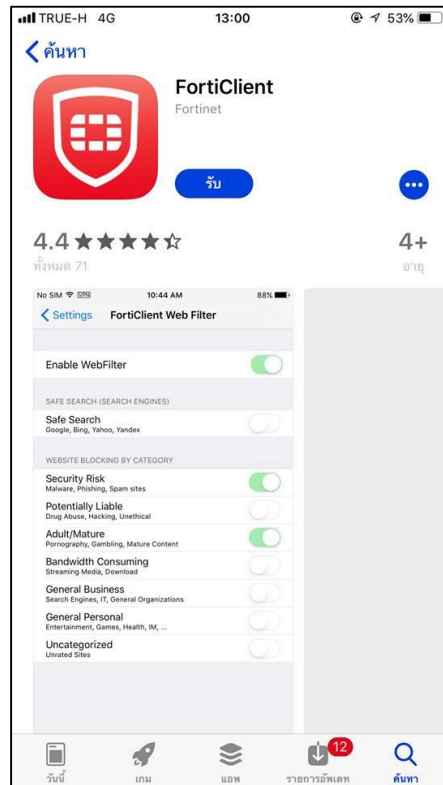 TRUE-H 4G 13:00 53%
ค้นหา
FortiClient
Fortinet
รับ
4.4 4+
ทั้งหมด 71 อายุ
No SIM VPN 10:44 AM 88%
Settings FortiClient Web Filter
Enable WebFilter
SAFE SEARCH (SEARCH ENGINES)
Safe Search
Google, Bing, Yahoo, Yandex
WEBSITE BLOCKING BY CATEGORY
Security Risk
Malware, Phishing, Spam sites
Potentially Liable
Drug Abuse, Hacking, Unethical
Adult/Mature
Pornography, Gambling, Mature Content
Bandwidth Consuming
Streaming Media, Download
General Business
Search Engines, IT, General Organizations
General Personal
Entertainment, Games, Health, IM, ...
Uncategorized
Unrated Sites
12
วันนี้ เกม แอพ รายการอัพเดท ค้นหา